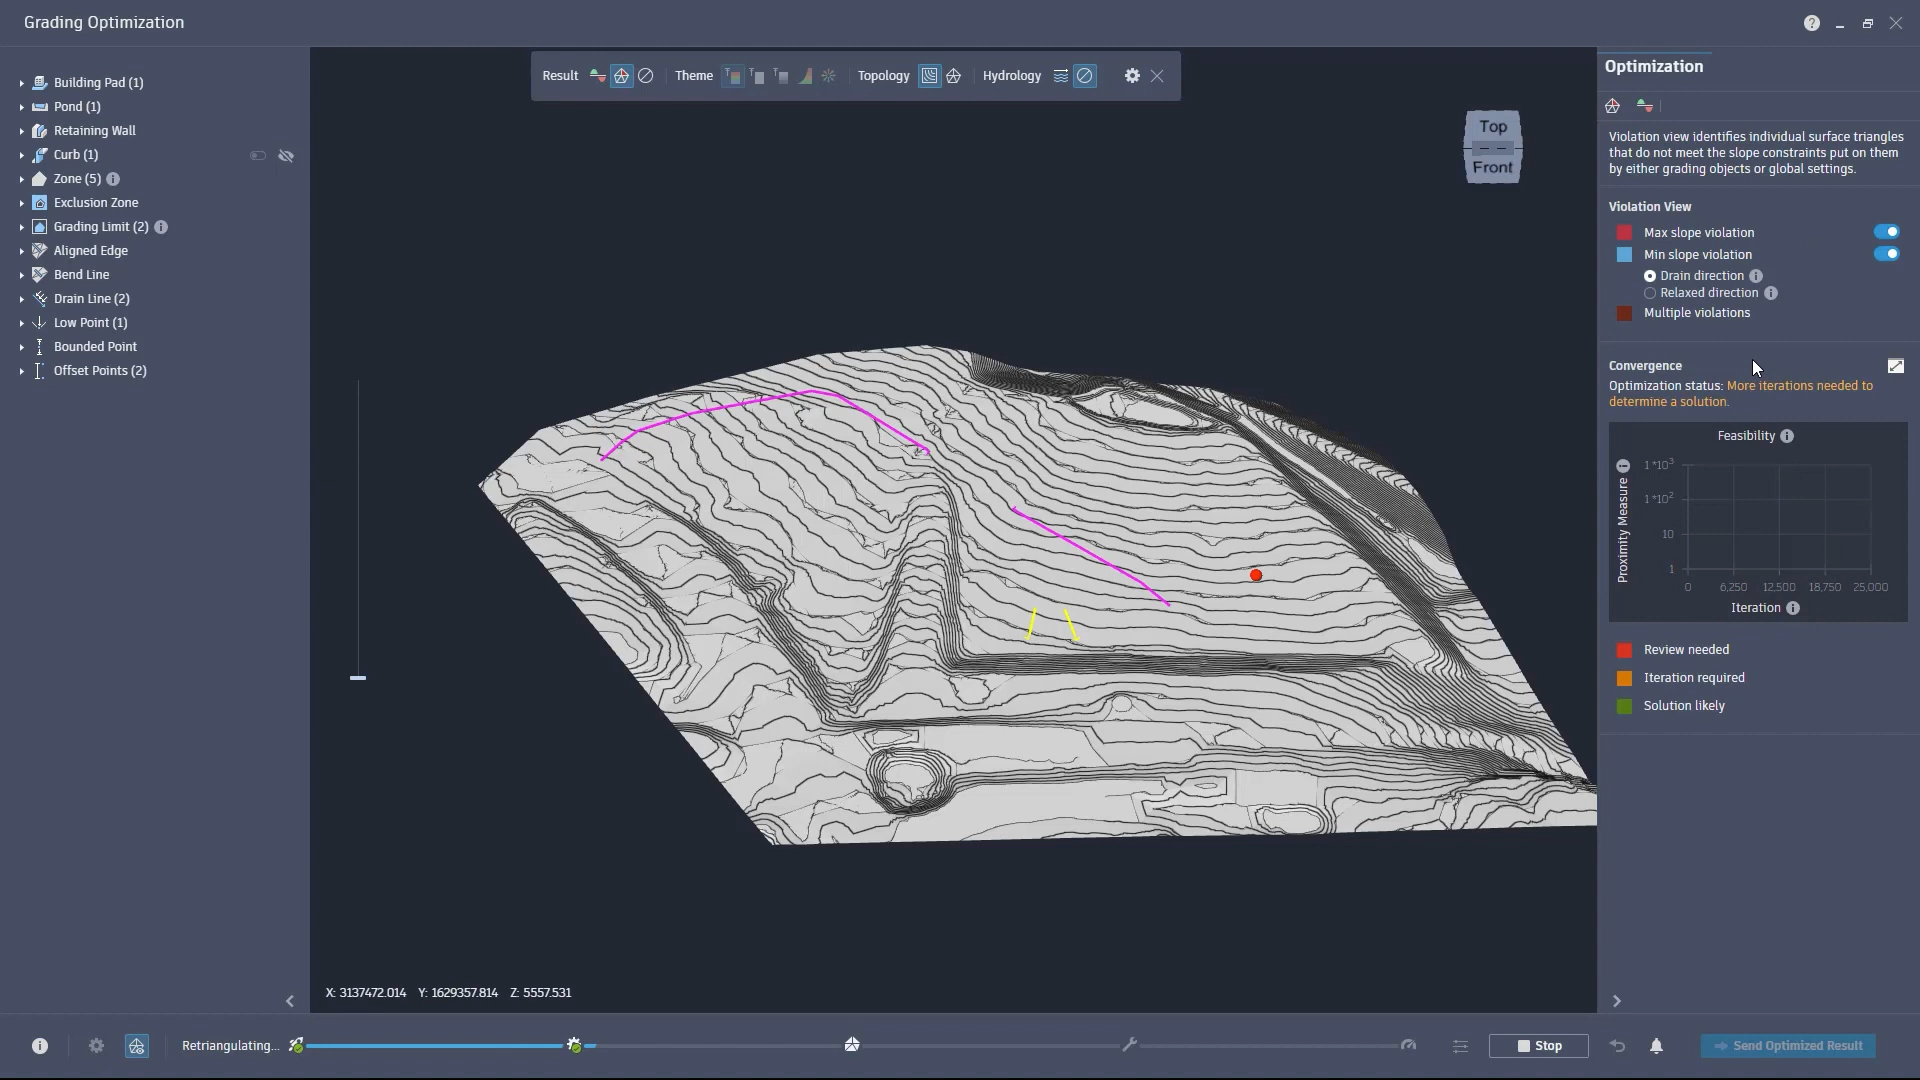 Grading Optimization
Building Pad (1)
Pond (1)
Retaining Wall
Curb (1)
Zone (5)
Exclusion Zone
Grading Limit (2)
Aligned Edge
Bend Line
Drain Line (2)
Low Point (1)
Bounded Point
Offset Points (2)
Result
Theme
Topology
Hydrology
Top
Front
X: 3137472.014 Y: 1629357.814 Z: 5557.531
Optimization
Violation view identifies individual surface triangles
that do not meet the slope constraints put on them
by either grading objects or global settings.
Violation View
Max slope violation
Min slope violation
Drain direction
Relaxed direction
Multiple violations
Convergence
Optimization status: More iterations needed to
determine a solution.
Feasibility
Proximity Measure
1 *10³
1 *10²
10
1
0 6,250 12,500 18,750 25,000
Iteration
Review needed
Iteration required
Solution likely
Retriangulating...
Stop
Send Optimized Result